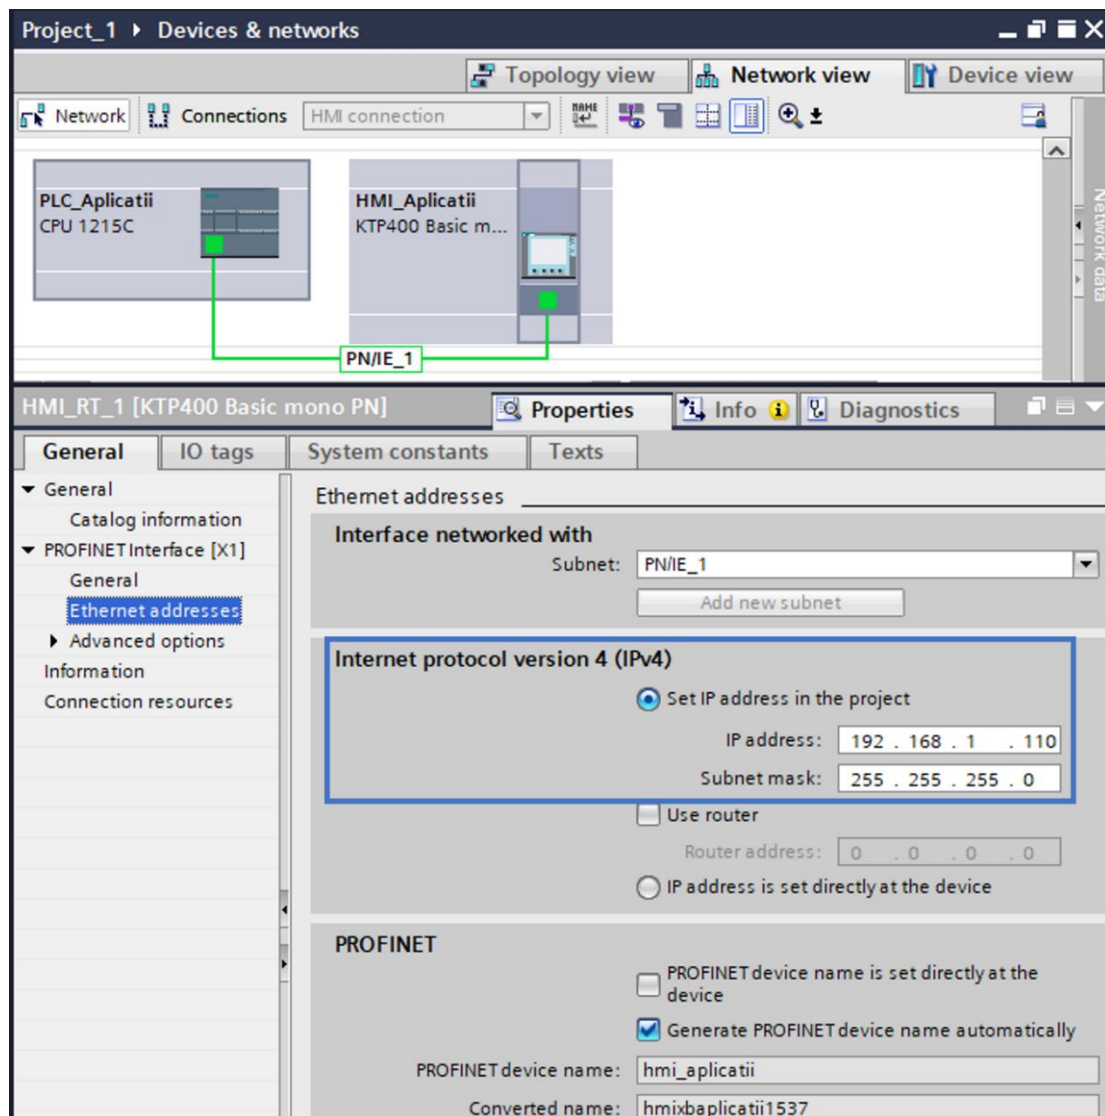 Project_1 ▸ Devices & networks
Topology view Network view Device view
Network Connections HMI connection
PLC_Aplicatii
CPU 1215C
HMI_Aplicatii
KTP400 Basic m...
Network data
PN/IE_1
HMI_RT_1 [KTP400 Basic mono PN] Properties Info Diagnostics
General IO tags System constants Texts
General
Catalog information
PROFINET Interface [X1]
General
Ethernet addresses
Advanced options
Information
Connection resources
Ethernet addresses
Interface networked with
Subnet: PN/IE_1
Add new subnet
Internet protocol version 4 (IPv4)
Set IP address in the project
IP address: 192 . 168 . 1 . 110
Subnet mask: 255 . 255 . 255 . 0
Use router
Router address: 0 . 0 . 0 . 0
IP address is set directly at the device
PROFINET
PROFINET device name is set directly at the
device
Generate PROFINET device name automatically
PROFINET device name: hmi_aplicatii
Converted name: hmixbaplicatii1537